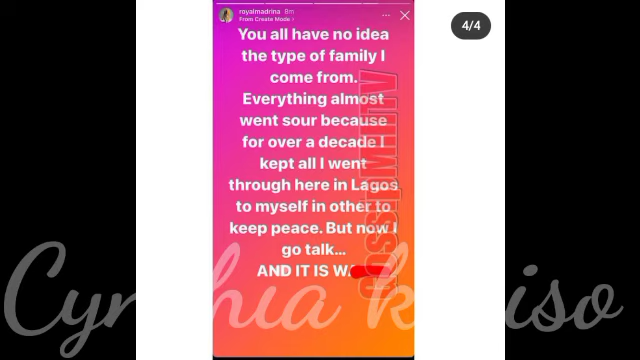 royalmadrina 8m
From Create Mode ›
4/4
You all have no idea
the type of family I
come from.
Everything almost
went sour because
for over a decade I
kept all I went
through here in Lagos
to myself in other to
keep peace. But now I
go talk...
AND IT IS
GossipMillTV